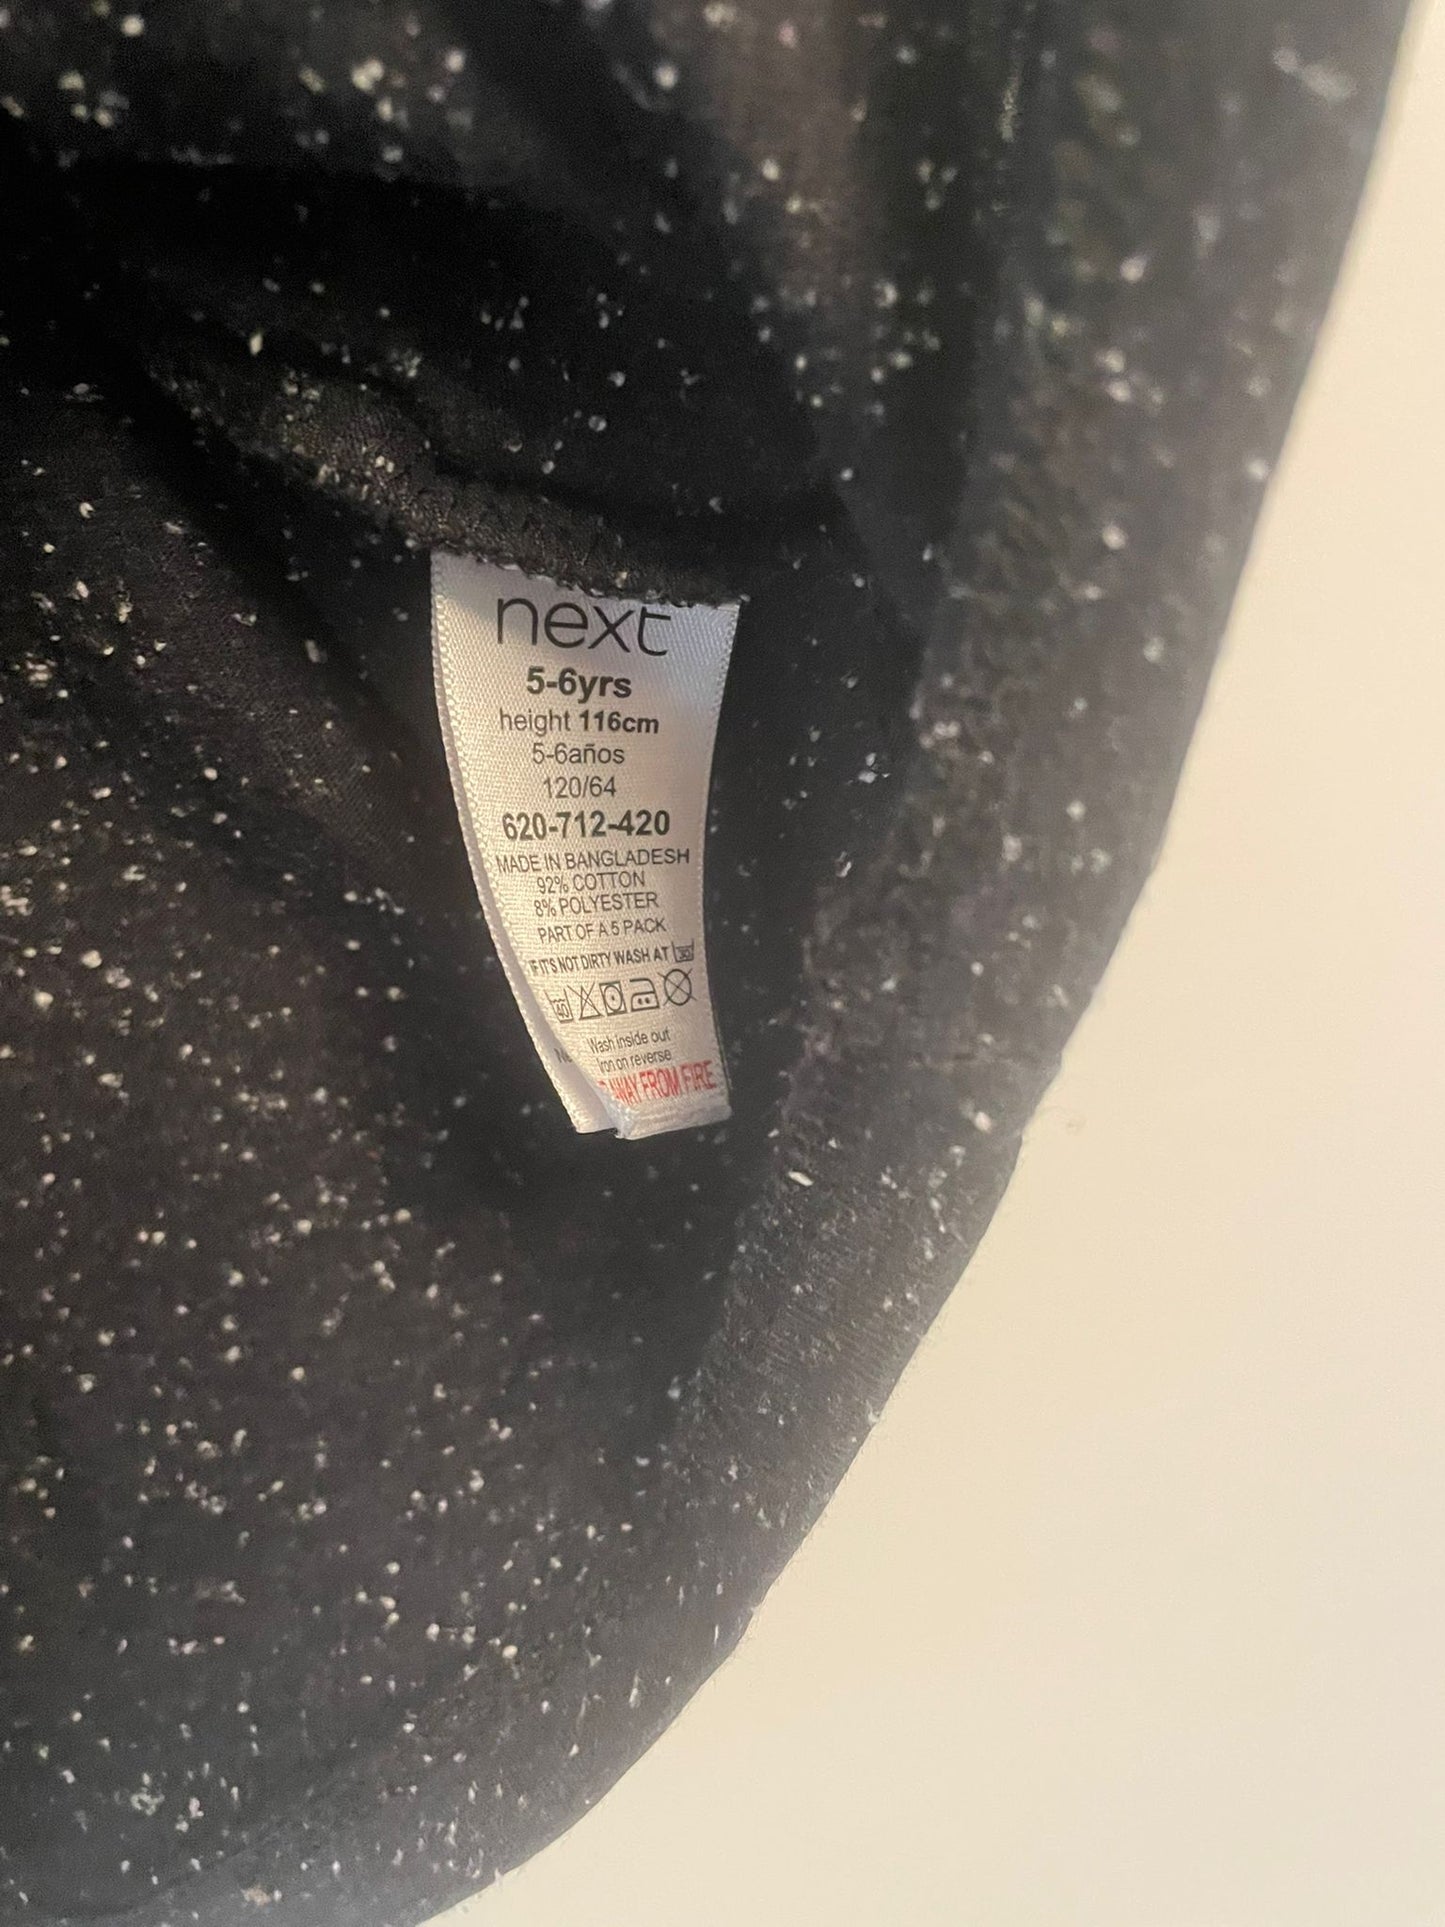 next
5-6yrs
height 116cm
5-6años
120/64
620-712-420
MADE IN BANGLADESH
92% COTTON
8% POLYESTER
PART OF A 5 PACK
IF IT'S NOT DIRTY WASH AT 30
40
Wash inside out
Iron on reverse
AWAY FROM FIRE